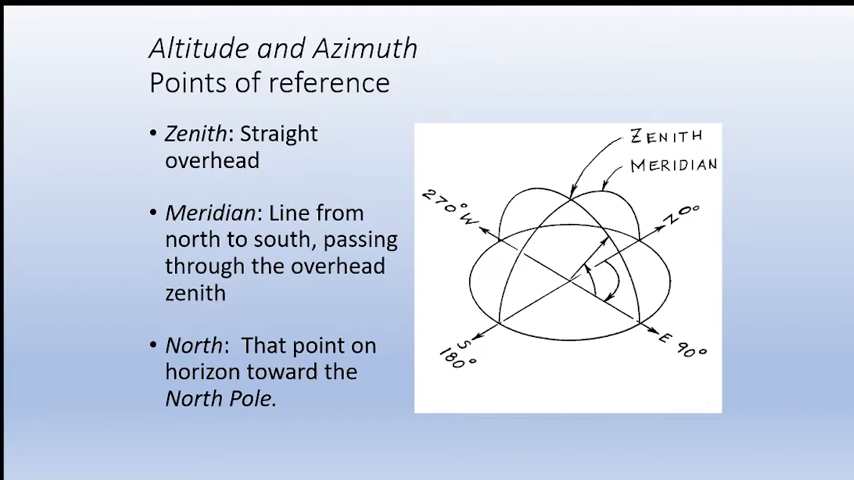 Altitude and Azimuth
Points of reference
• Zenith: Straight
overhead
• Meridian: Line from
north to south, passing
through the overhead
zenith
• North: That point on
horizon toward the
North Pole.
ZENITH
MERIDIAN
270° W
N 0°
S
180°
E 90°